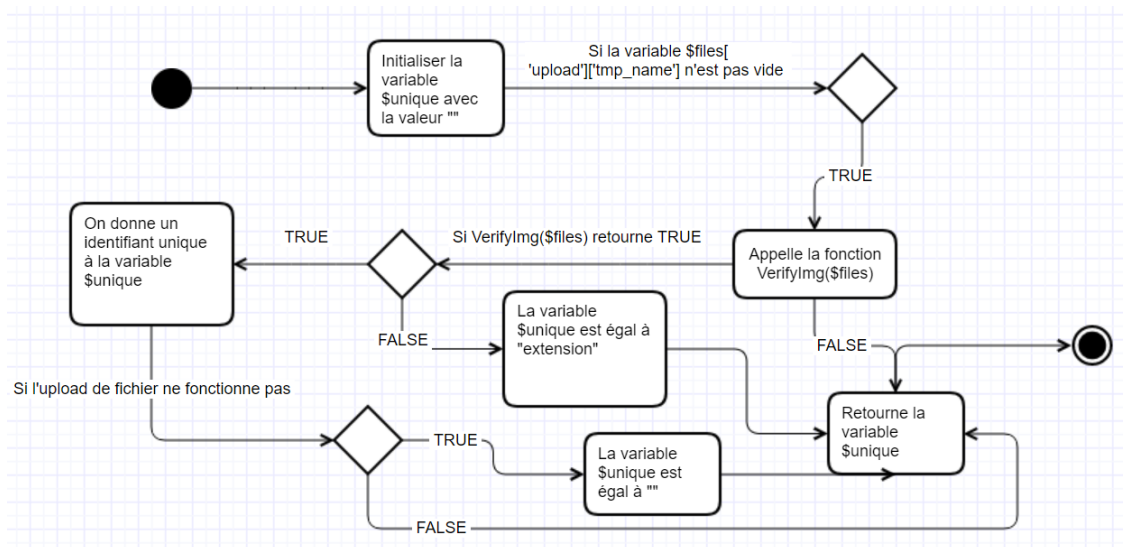 Initialiser la
variable
$unique avec
la valeur ""
Si la variable $files[
'upload']['tmp_name'] n'est pas vide
TRUE
Appelle la fonction
VerifyImg($files)
Si VerifyImg($files) retourne TRUE
TRUE
On donne un
identifiant unique
à la variable
$unique
FALSE
La variable
$unique est égal à
"extension"
FALSE
Si l'upload de fichier ne fonctionne pas
TRUE
La variable
$unique est
égal à ""
Retourne la
variable
$unique
FALSE